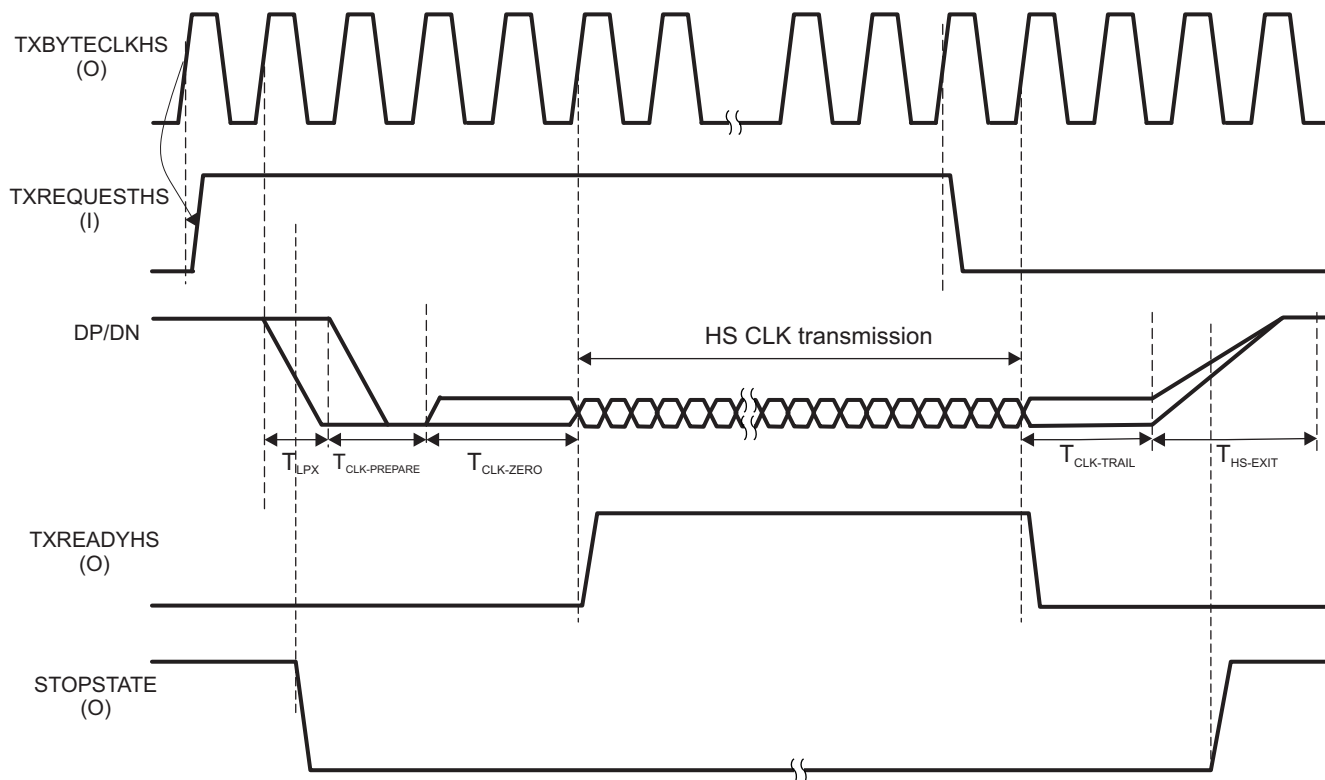 TXBYTECLKHS
(O)
TXREQUESTHS
(I)
DP/DN
HS CLK transmission
TLPX
TCLK-PREPARE
TCLK-ZERO
TCLK-TRAIL
THS-EXIT
TXREADYHS
(O)
STOPSTATE
(O)